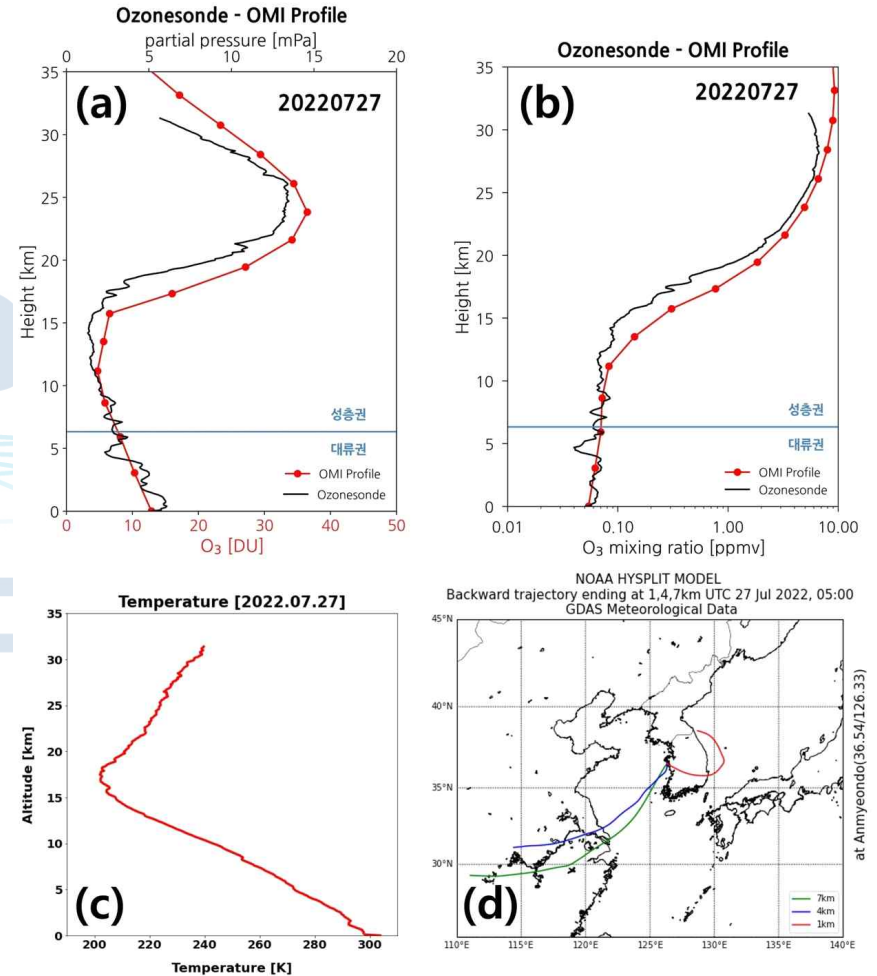 Ozonesonde - OMI Profile
partial pressure [mPa]
0 5 10 15 20
(a)
20220727
35
30
25
20
15
10
5
0
Height [km]
성층권
대류권
OMI Profile
Ozonesonde
0 10 20 30 40 50
O₃ [DU]
Ozonesonde - OMI Profile
(b)
20220727
35
30
25
20
15
10
5
0
Height [km]
성층권
대류권
OMI Profile
Ozonesonde
0.01 0.10 1.00 10.00
O₃ mixing ratio [ppmv]
Temperature [2022.07.27]
35
30
25
20
15
10
5
0
Altitude [km]
(c)
200 220 240 260 280 300
Temperature [K]
NOAA HYSPLIT MODEL
Backward trajectory ending at 1,4,7km UTC 27 Jul 2022, 05:00
GDAS Meteorological Data
45°N
40°N
35°N
30°N
(d)
7km
4km
1km
110°E 115°E 120°E 125°E 130°E 135°E 140°E
at Anmyeondo(36.54/126.33)